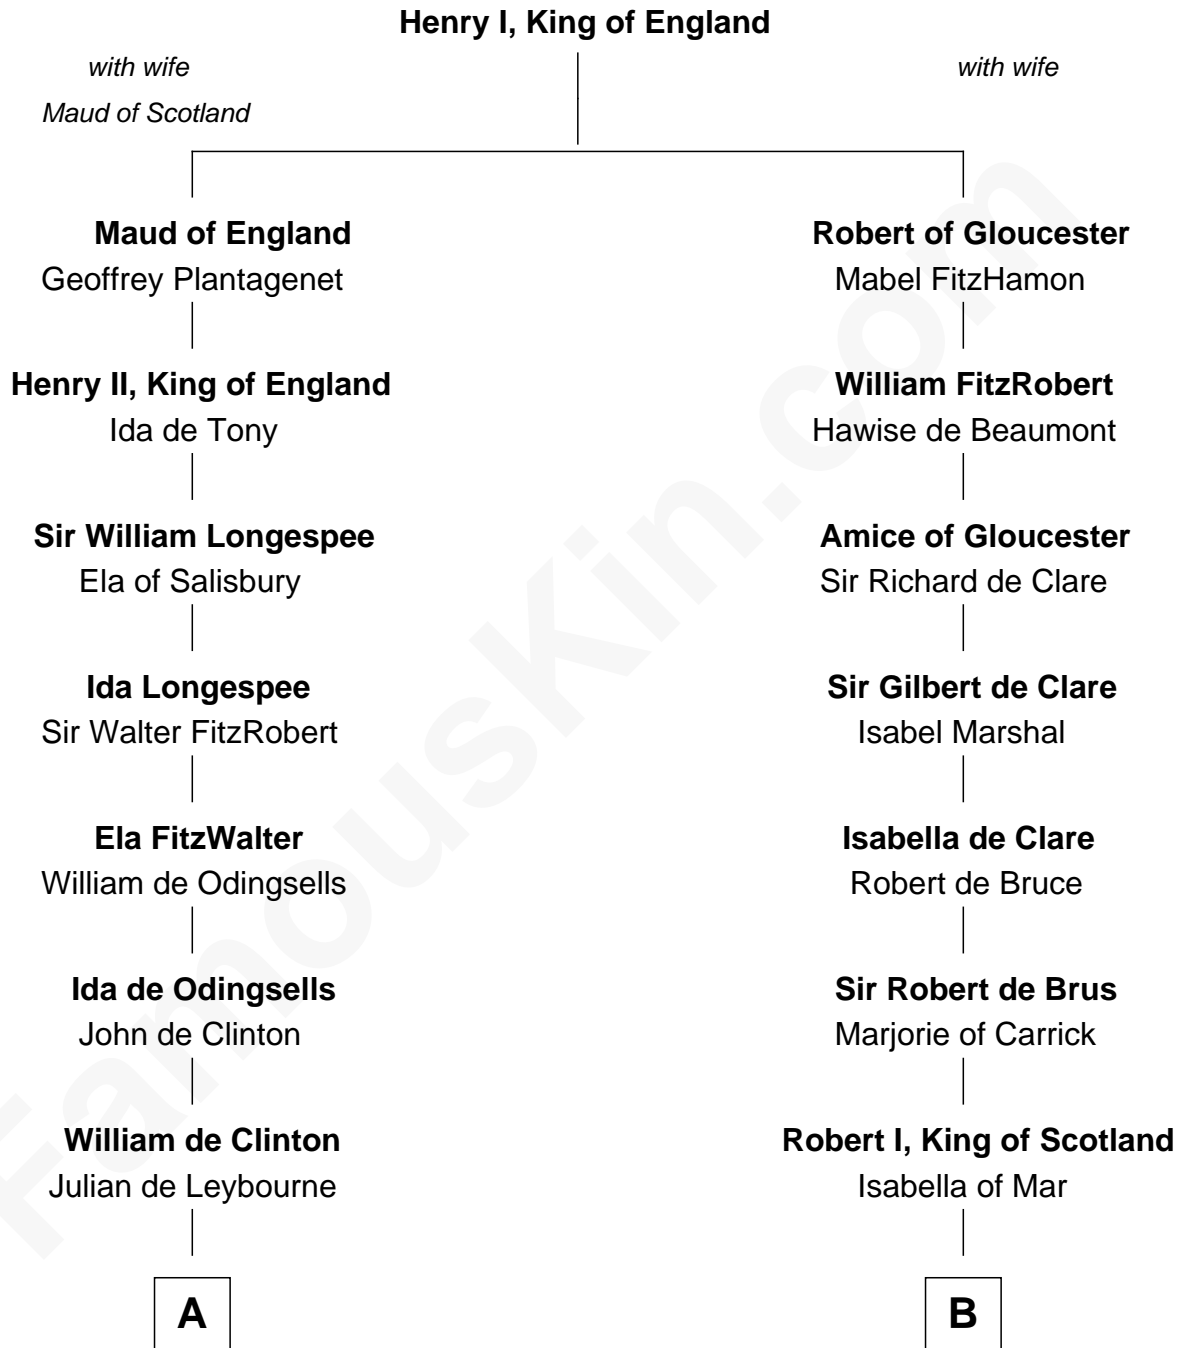 Henry I, King of England
with wife
Maud of Scotland
with wife
Maud of England
Geoffrey Plantagenet
Robert of Gloucester
Mabel FitzHamon
Henry II, King of England
Ida de Tony
William FitzRobert
Hawise de Beaumont
Sir William Longespee
Ela of Salisbury
Amice of Gloucester
Sir Richard de Clare
Ida Longespee
Sir Walter FitzRobert
Sir Gilbert de Clare
Isabel Marshal
Ela FitzWalter
William de Odingsells
Isabella de Clare
Robert de Bruce
Ida de Odingsells
John de Clinton
Sir Robert de Brus
Marjorie of Carrick
William de Clinton
Julian de Leybourne
Robert I, King of Scotland
Isabella of Mar
A
B
FamousKin.com